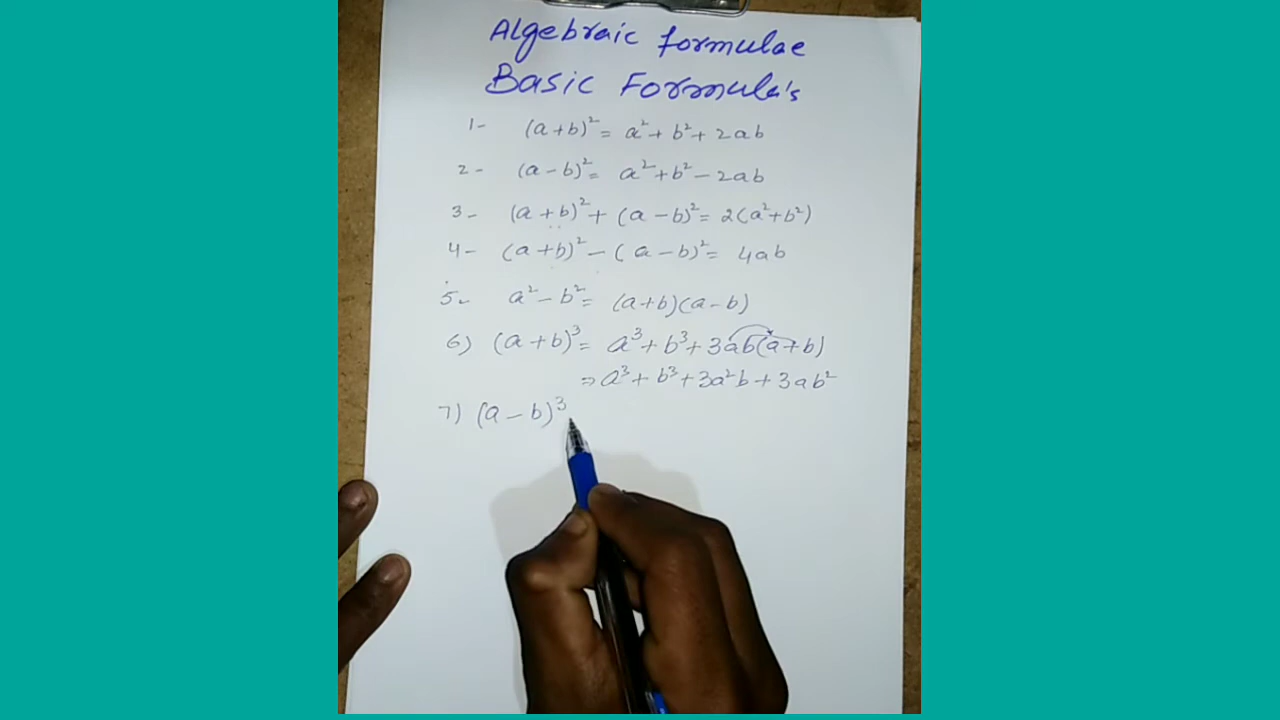 Algebraic formulae
Basic Formula's
1- (a+b)² = a² + b² + 2ab
2- (a-b)² = a² + b² - 2ab
3- (a+b)² + (a-b)² = 2(a²+b²)
4- (a+b)² - (a-b)² = 4ab
5- a² - b² = (a+b)(a-b)
6) (a+b)³ = a³ + b³ + 3ab(a+b)
⇒ a³ + b³ + 3a²b + 3ab²
7) (a-b)³